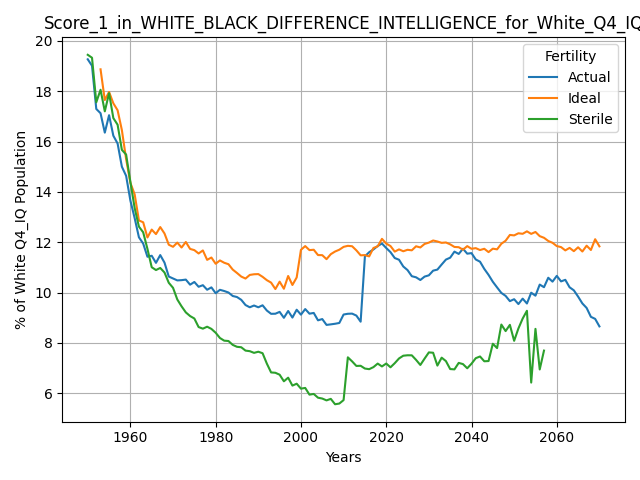 Score_1_in_WHITE_BLACK_DIFFERENCE_INTELLIGENCE_for_White_Q4_IQ
20
18
16
14
12
10
8
6
% of White Q4_IQ Population
Fertility
Actual
Ideal
Sterile
1960 1980 2000 2020 2040 2060
Years